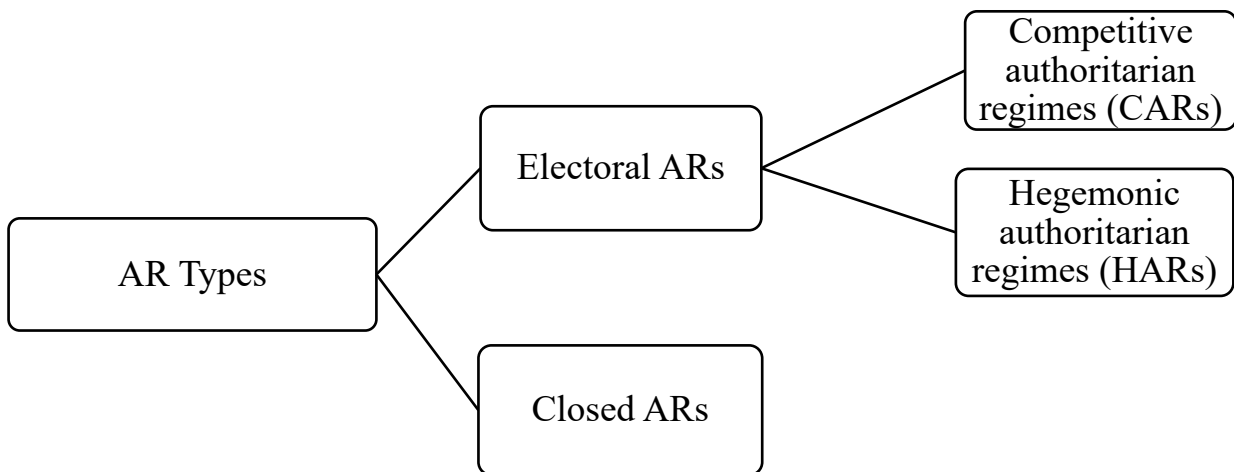 Competitive
authoritarian
regimes (CARs)
Electoral ARs
Hegemonic
authoritarian
regimes (HARs)
AR Types
Closed ARs